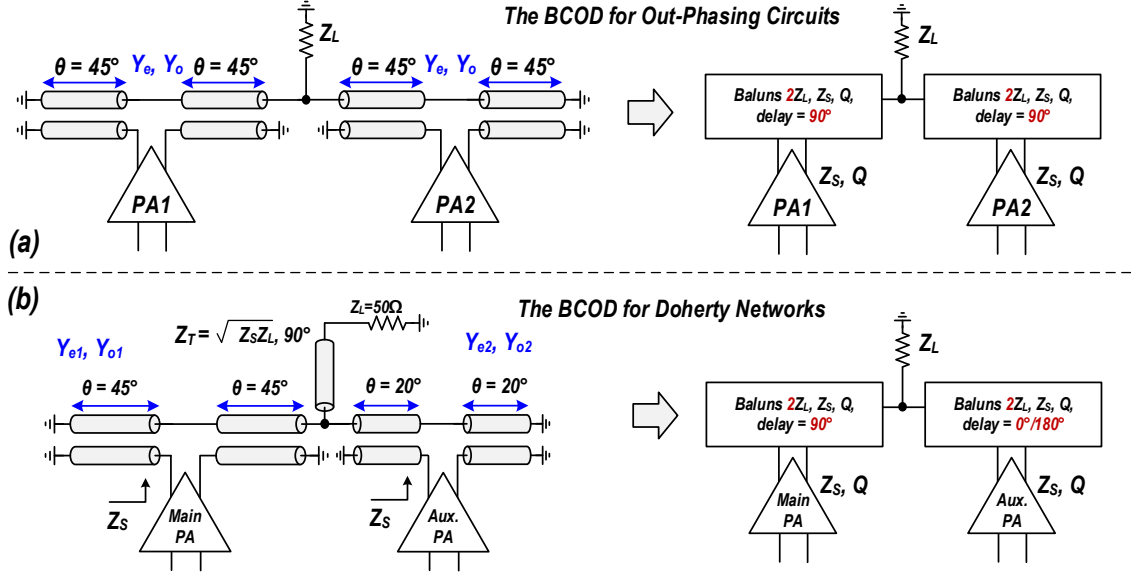 The BCOD for Out-Phasing Circuits
Z_L
θ = 45° Y_e, Y_o θ = 45° θ = 45° Y_e, Y_o θ = 45°
PA1
PA2
(a)
Z_L
Baluns 2Z_L, Z_S, Q,
delay = 90°
Baluns 2Z_L, Z_S, Q,
delay = 90°
Z_S, Q
PA1
Z_S, Q
PA2
(b)
The BCOD for Doherty Networks
Z_L=50Ω
Z_T = √Z_SZ_L, 90°
Y_e1, Y_o1
Y_e2, Y_o2
θ = 45° θ = 45° θ = 20° θ = 20°
Z_S
Main
PA
Z_S
Aux.
PA
Z_L
Baluns 2Z_L, Z_S, Q,
delay = 90°
Baluns 2Z_L, Z_S, Q,
delay = 0°/180°
Z_S, Q
Main
PA
Z_S, Q
Aux.
PA